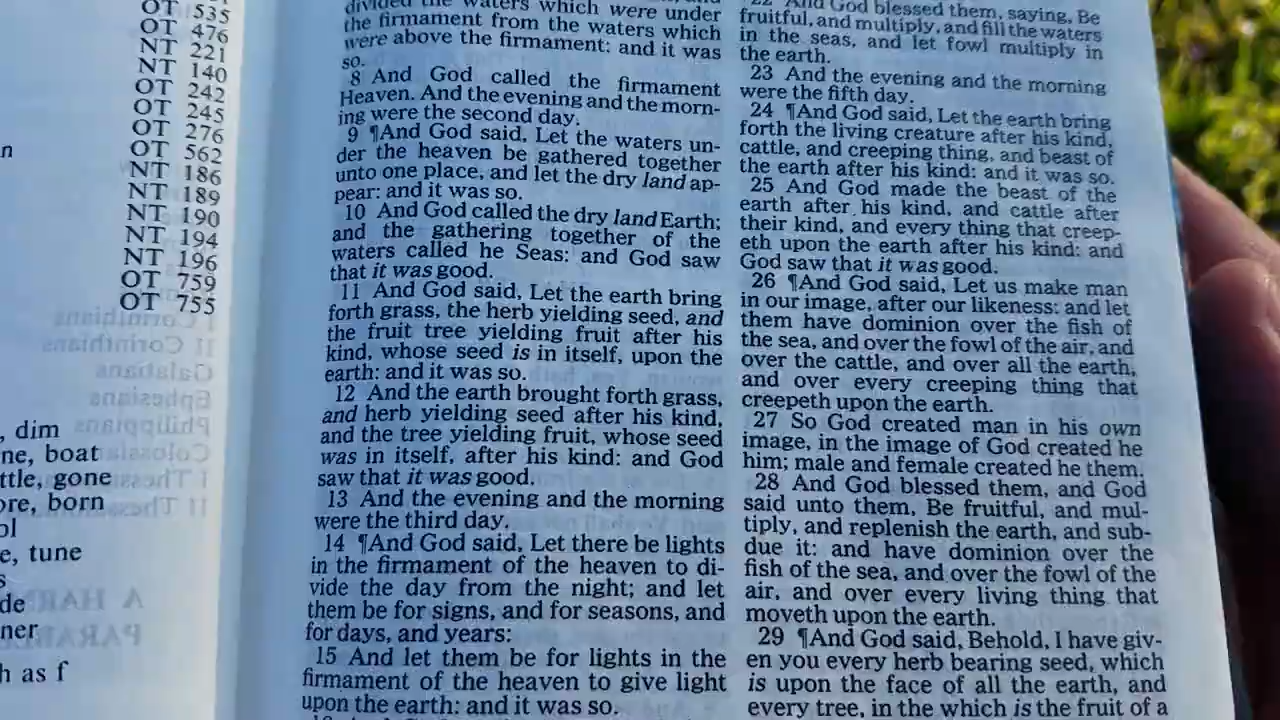 OT 535
OT 476
NT 221
NT 140
OT 242
OT 245
OT 276
OT 562
NT 186
NT 189
NT 190
NT 194
NT 196
OT 759
OT 755
n
, dim
ne, boat
ttle, gone
ore, born
ol
e, tune
s
de
ner
h as f
divided the waters which were under
the firmament from the waters which
were above the firmament: and it was
so.
8 And God called the firmament
Heaven. And the evening and the morn-
ing were the second day.
9 ¶And God said, Let the waters un-
der the heaven be gathered together
unto one place, and let the dry land ap-
pear: and it was so.
10 And God called the dry land Earth;
and the gathering together of the
waters called he Seas: and God saw
that it was good.
11 And God said, Let the earth bring
forth grass, the herb yielding seed, and
the fruit tree yielding fruit after his
kind, whose seed is in itself, upon the
earth: and it was so.
12 And the earth brought forth grass,
and herb yielding seed after his kind,
and the tree yielding fruit, whose seed
was in itself, after his kind: and God
saw that it was good.
13 And the evening and the morning
were the third day.
14 ¶And God said, Let there be lights
in the firmament of the heaven to di-
vide the day from the night; and let
them be for signs, and for seasons, and
for days, and years:
15 And let them be for lights in the
firmament of the heaven to give light
upon the earth: and it was so.
22 And God blessed them, saying, Be
fruitful, and multiply, and fill the waters
in the seas, and let fowl multiply in
the earth.
23 And the evening and the morning
were the fifth day.
24 ¶And God said, Let the earth bring
forth the living creature after his kind,
cattle, and creeping thing, and beast of
the earth after his kind: and it was so.
25 And God made the beast of the
earth after his kind, and cattle after
their kind, and every thing that creep-
eth upon the earth after his kind: and
God saw that it was good.
26 ¶And God said, Let us make man
in our image, after our likeness: and let
them have dominion over the fish of
the sea, and over the fowl of the air, and
over the cattle, and over all the earth,
and over every creeping thing that
creepeth upon the earth.
27 So God created man in his own
image, in the image of God created he
him; male and female created he them.
28 And God blessed them, and God
said unto them, Be fruitful, and mul-
tiply, and replenish the earth, and sub-
due it: and have dominion over the
fish of the sea, and over the fowl of the
air, and over every living thing that
moveth upon the earth.
29 ¶And God said, Behold, I have giv-
en you every herb bearing seed, which
is upon the face of all the earth, and
every tree, in the which is the fruit of a